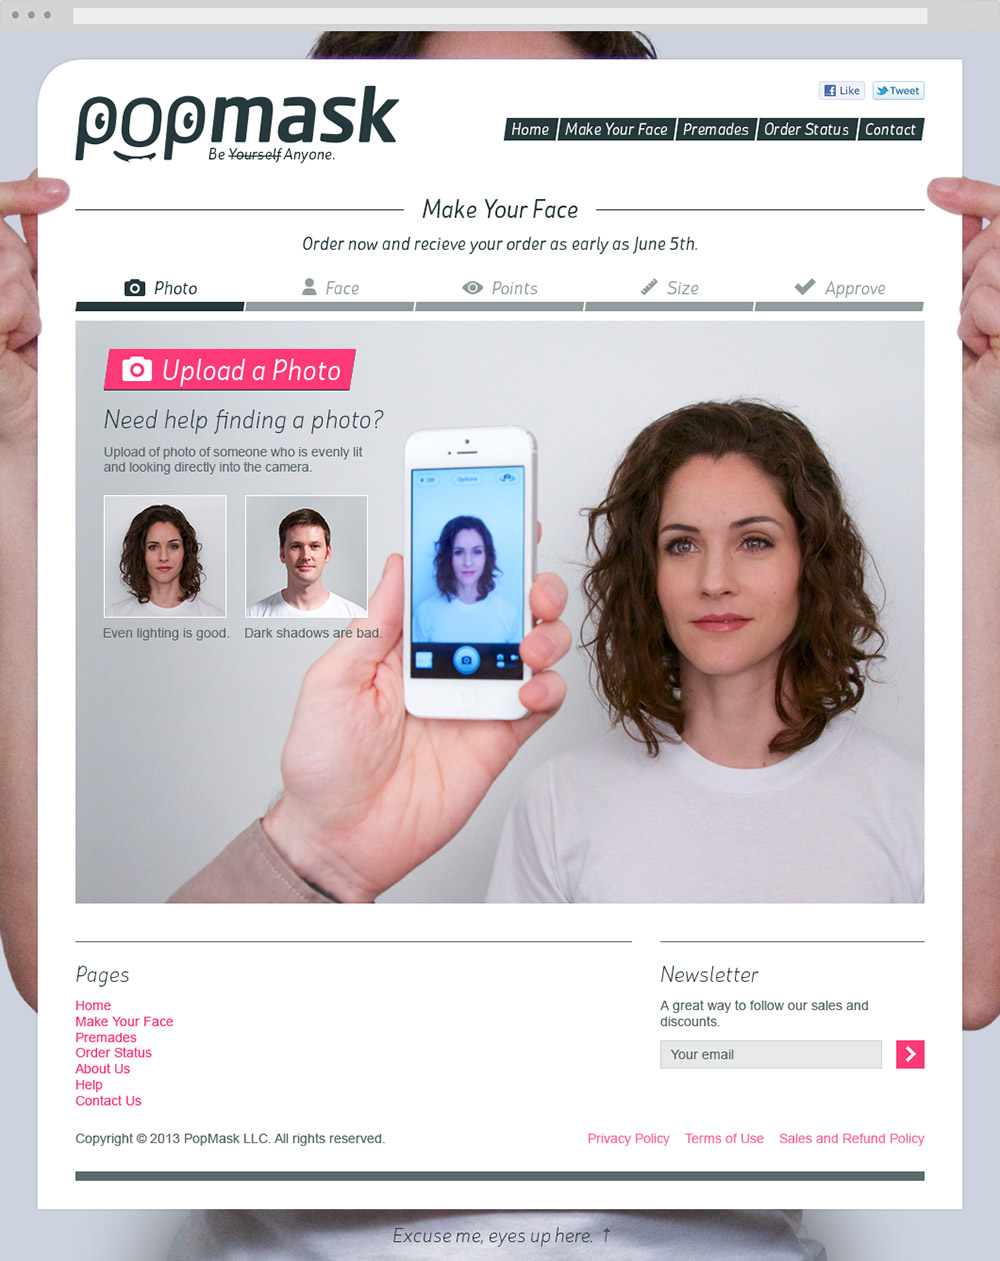 popmask
Be Yourself Anyone.
Like
Tweet
Home
Make Your Face
Premades
Order Status
Contact
Make Your Face
Order now and recieve your order as early as June 5th.
Photo
Face
Points
Size
Approve
Upload a Photo
Need help finding a photo?
Upload of photo of someone who is evenly lit
and looking directly into the camera.
Off
Options
Even lighting is good.
Dark shadows are bad.
Pages
Home
Make Your Face
Premades
Order Status
About Us
Help
Contact Us
Newsletter
A great way to follow our sales and
discounts.
Your email
Copyright © 2013 PopMask LLC. All rights reserved.
Privacy Policy
Terms of Use
Sales and Refund Policy
Excuse me, eyes up here. ↑